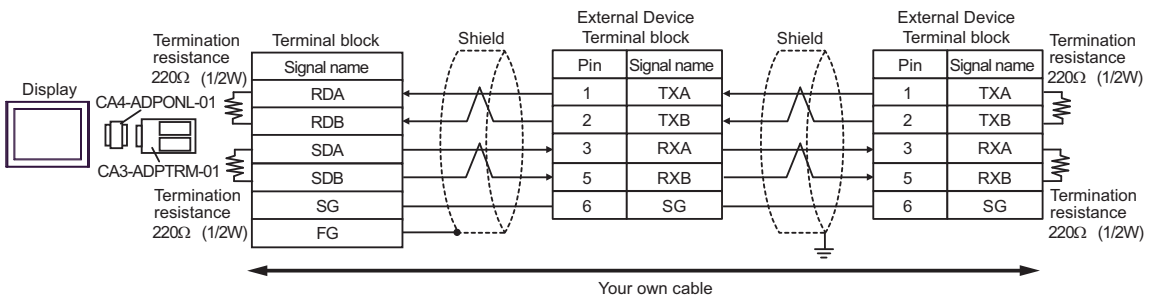 Display
CA4-ADPONL-01
CA3-ADPTRM-01
Termination
resistance
220Ω (1/2W)
Termination
resistance
220Ω (1/2W)
Terminal block
Signal name
RDA
RDB
SDA
SDB
SG
FG
Shield
External Device
Terminal block
Pin Signal name
1 TXA
2 TXB
3 RXA
5 RXB
6 SG
Shield
External Device
Terminal block
Pin Signal name
1 TXA
2 TXB
3 RXA
5 RXB
6 SG
Termination
resistance
220Ω (1/2W)
Termination
resistance
220Ω (1/2W)
Your own cable